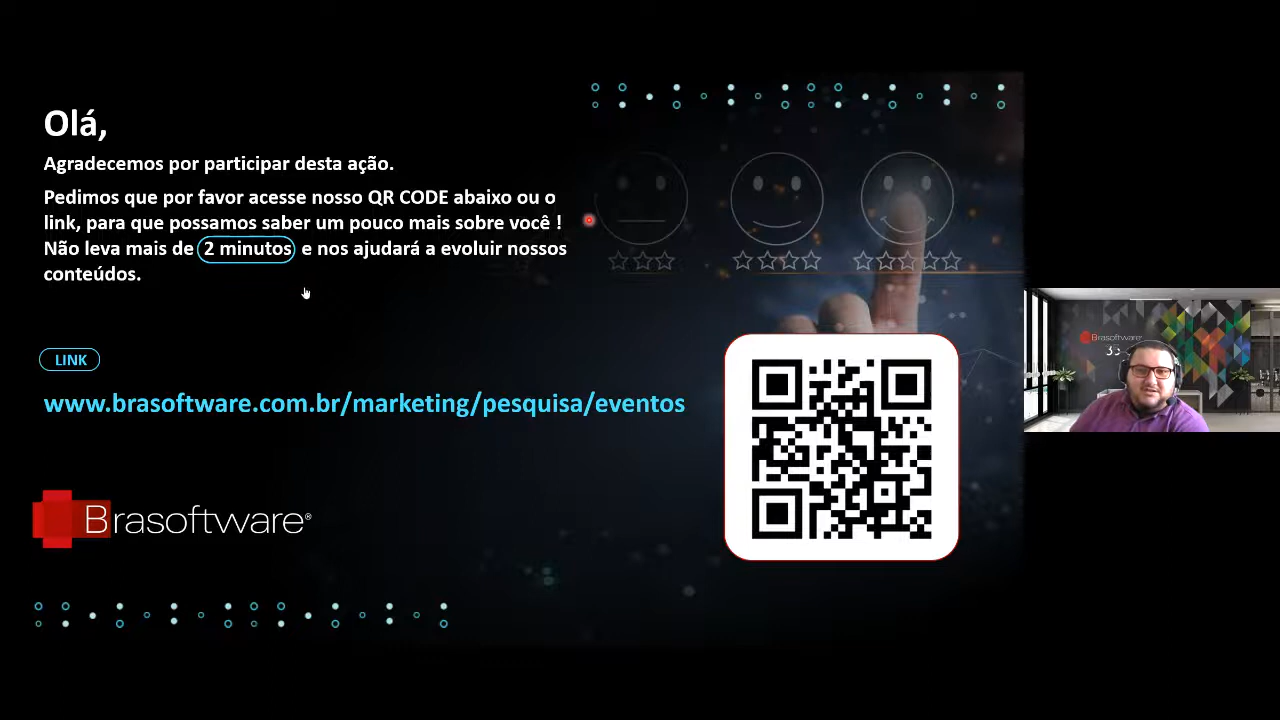 Olá,
Agradecemos por participar desta ação.
Pedimos que por favor acesse nosso QR CODE abaixo ou o
link, para que possamos saber um pouco mais sobre você !
Não leva mais de 2 minutos e nos ajudará a evoluir nossos
conteúdos.
LINK
www.brasoftware.com.br/marketing/pesquisa/eventos
Brasoftware®
Brasoftware